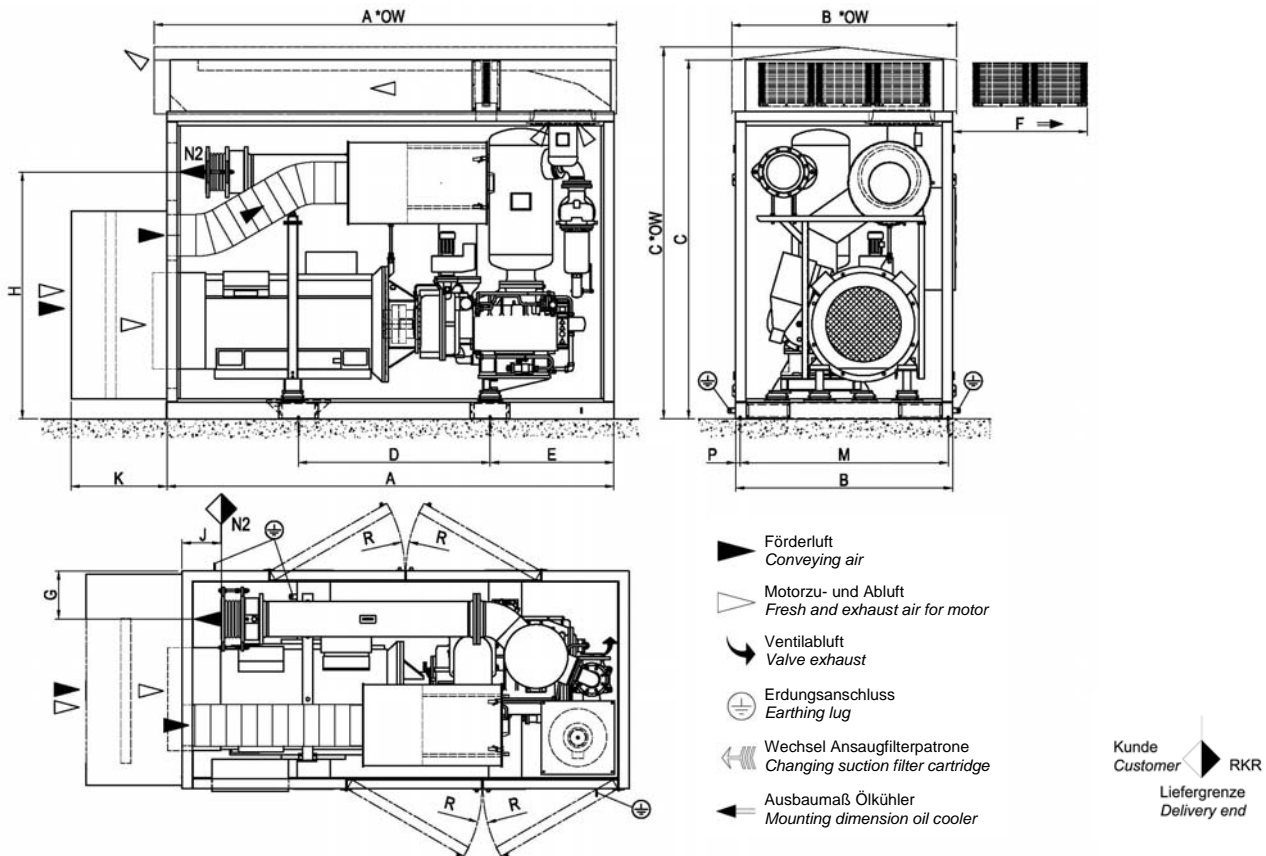 A *OW
B *OW
N2
F
C *OW
C
H
D
E
K
A
P
M
B
J
N2
R
R
G
R
R
Förderluft
Conveying air
Motorzu- und Abluft
Fresh and exhaust air for motor
Ventilabluft
Valve exhaust
Erdungsanschluss
Earthing lug
Wechsel Ansaugfilterpatrone
Changing suction filter cartridge
Ausbaumaß Ölkühler
Mounting dimension oil cooler
Kunde
Customer
RKR
Liefergrenze
Delivery end